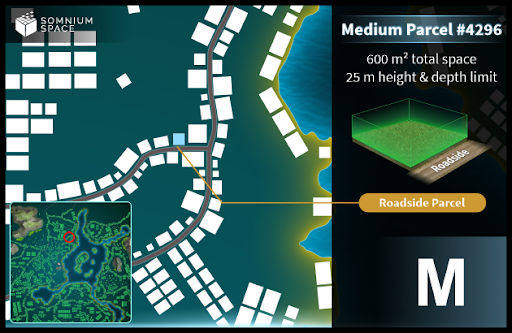 SOMNIUM
SPACE
Medium Parcel #4296
600 m² total space
25 m height & depth limit
Roadside
Roadside Parcel
M